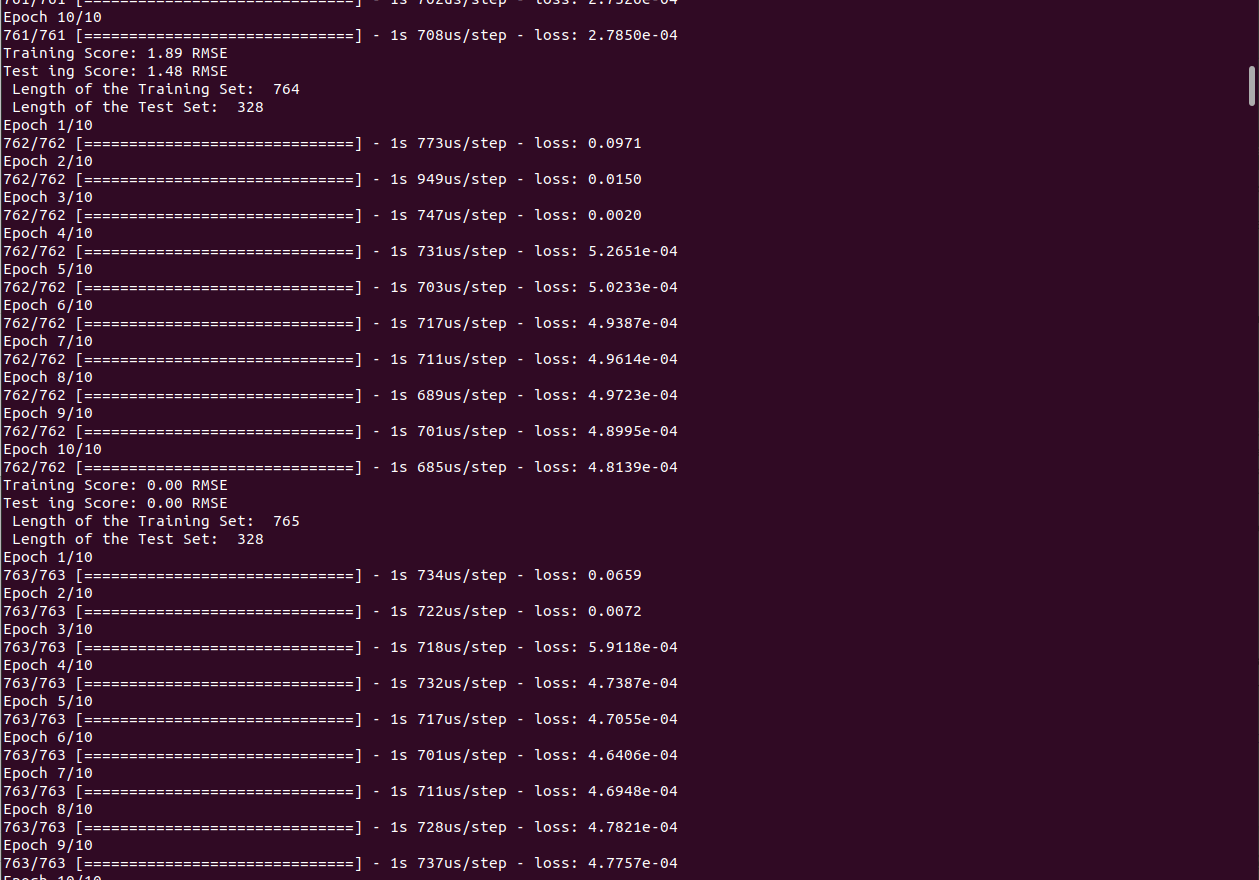 761/761 [==============================] - 1s 702us/step - loss: 2.7526e-04
Epoch 10/10
761/761 [==============================] - 1s 708us/step - loss: 2.7850e-04
Training Score: 1.89 RMSE
Test ing Score: 1.48 RMSE
 Length of the Training Set:  764
 Length of the Test Set:  328
Epoch 1/10
762/762 [==============================] - 1s 773us/step - loss: 0.0971
Epoch 2/10
762/762 [==============================] - 1s 949us/step - loss: 0.0150
Epoch 3/10
762/762 [==============================] - 1s 747us/step - loss: 0.0020
Epoch 4/10
762/762 [==============================] - 1s 731us/step - loss: 5.2651e-04
Epoch 5/10
762/762 [==============================] - 1s 703us/step - loss: 5.0233e-04
Epoch 6/10
762/762 [==============================] - 1s 717us/step - loss: 4.9387e-04
Epoch 7/10
762/762 [==============================] - 1s 711us/step - loss: 4.9614e-04
Epoch 8/10
762/762 [==============================] - 1s 689us/step - loss: 4.9723e-04
Epoch 9/10
762/762 [==============================] - 1s 701us/step - loss: 4.8995e-04
Epoch 10/10
762/762 [==============================] - 1s 685us/step - loss: 4.8139e-04
Training Score: 0.00 RMSE
Test ing Score: 0.00 RMSE
 Length of the Training Set:  765
 Length of the Test Set:  328
Epoch 1/10
763/763 [==============================] - 1s 734us/step - loss: 0.0659
Epoch 2/10
763/763 [==============================] - 1s 722us/step - loss: 0.0072
Epoch 3/10
763/763 [==============================] - 1s 718us/step - loss: 5.9118e-04
Epoch 4/10
763/763 [==============================] - 1s 732us/step - loss: 4.7387e-04
Epoch 5/10
763/763 [==============================] - 1s 717us/step - loss: 4.7055e-04
Epoch 6/10
763/763 [==============================] - 1s 701us/step - loss: 4.6406e-04
Epoch 7/10
763/763 [==============================] - 1s 711us/step - loss: 4.6948e-04
Epoch 8/10
763/763 [==============================] - 1s 728us/step - loss: 4.7821e-04
Epoch 9/10
763/763 [==============================] - 1s 737us/step - loss: 4.7757e-04
Epoch 10/10